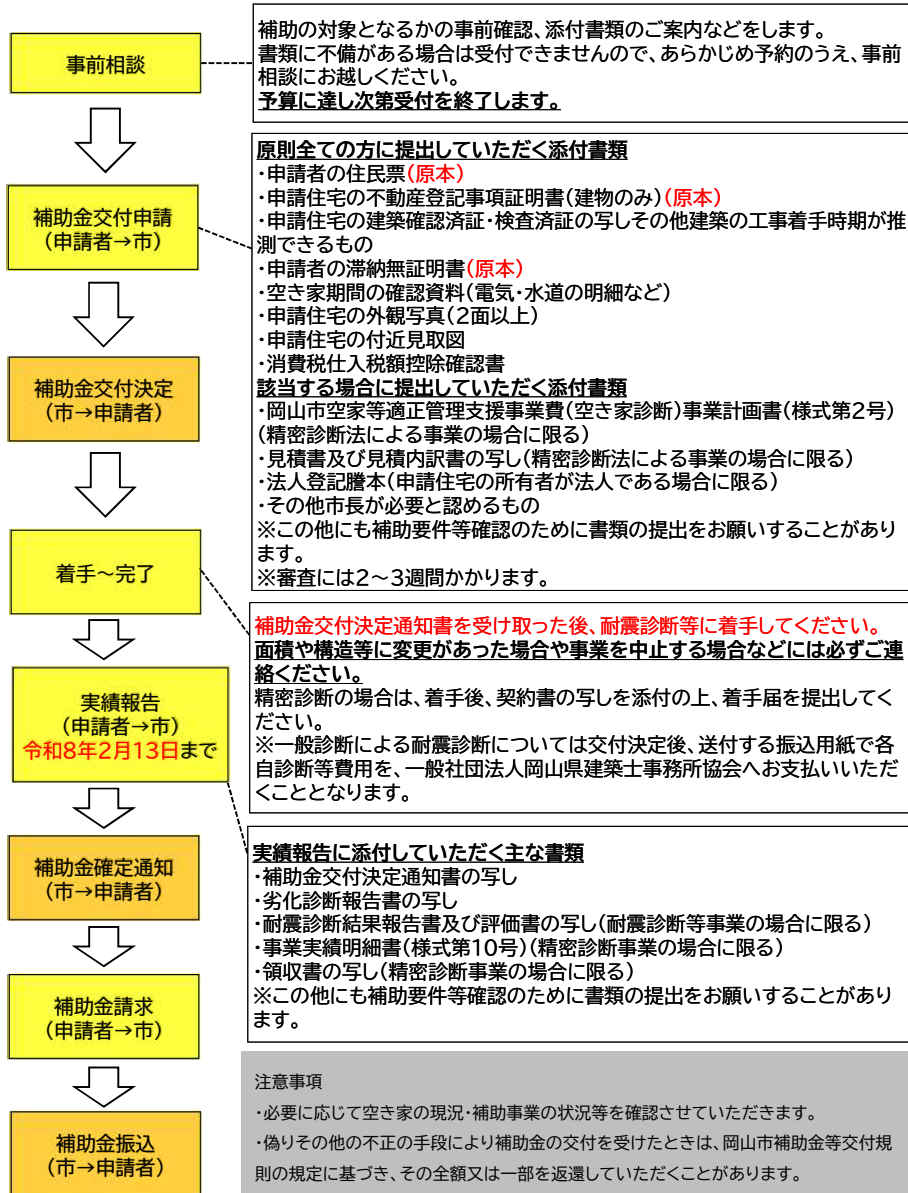 事前相談
補助の対象となるかの事前確認、添付書類のご案内などをします。
書類に不備がある場合は受付できませんので、あらかじめ予約のうえ、事前
相談にお越しください。
予算に達し次第受付を終了します。
補助金交付申請
(申請者→市)
原則全ての方に提出していただく添付書類
・申請者の住民票(原本)
・申請住宅の不動産登記事項証明書(建物のみ)(原本)
・申請住宅の建築確認済証・検査済証の写しその他建築の工事着手時期が推
測できるもの
・申請者の滞納無証明書(原本)
・空き家期間の確認資料(電気・水道の明細など)
・申請住宅の外観写真(2面以上)
・申請住宅の付近見取図
・消費税仕入税額控除確認書
該当する場合に提出していただく添付書類
・岡山市空家等適正管理支援事業費(空き家診断)事業計画書(様式第2号)
(精密診断法による事業の場合に限る)
・見積書及び見積内訳書の写し(精密診断法による事業の場合に限る)
・法人登記謄本(申請住宅の所有者が法人である場合に限る)
・その他市長が必要と認めるもの
※この他にも補助要件等確認のために書類の提出をお願いすることがあり
ます。
※審査には2~3週間かかります。
補助金交付決定
(市→申請者)
着手~完了
補助金交付決定通知書を受け取った後、耐震診断等に着手してください。
面積や構造等に変更があった場合や事業を中止する場合などには必ずご連
絡ください。
精密診断の場合は、着手後、契約書の写しを添付の上、着手届を提出してく
ださい。
※一般診断による耐震診断については交付決定後、送付する振込用紙で各
自診断等費用を、一般社団法人岡山県建築士事務所協会へお支払いいただ
くこととなります。
実績報告
(申請者→市)
令和8年2月13日まで
実績報告に添付していただく主な書類
・補助金交付決定通知書の写し
・劣化診断報告書の写し
・耐震診断結果報告書及び評価書の写し(耐震診断等事業の場合に限る)
・事業実績明細書(様式第10号)(精密診断事業の場合に限る)
・領収書の写し(精密診断事業の場合に限る)
※この他にも補助要件等確認のために書類の提出をお願いすることがあり
ます。
補助金確定通知
(市→申請者)
補助金請求
(申請者→市)
補助金振込
(市→申請者)
注意事項
・必要に応じて空き家の現況・補助事業の状況等を確認させていただきます。
・偽りその他の不正の手段により補助金の交付を受けたときは、岡山市補助金等交付規
則の規定に基づき、その全額又は一部を返還していただくことがあります。